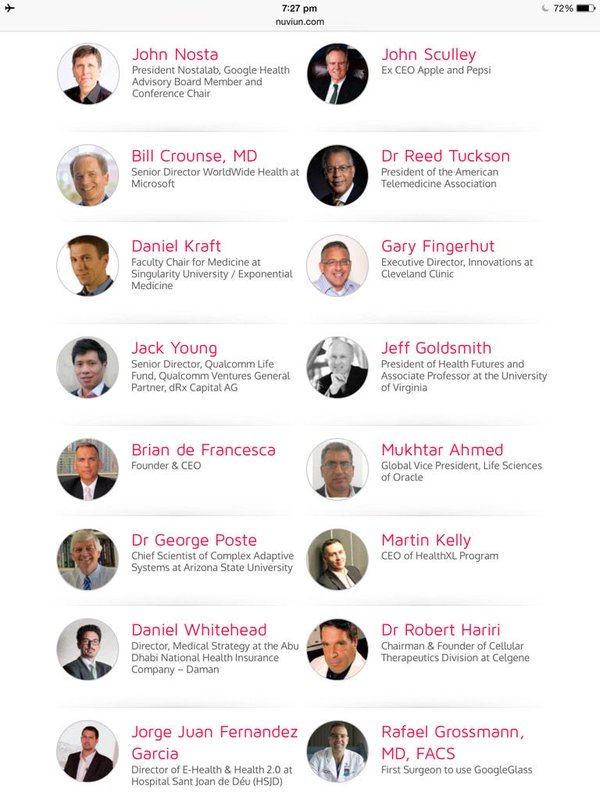 7:27 pm
72%
nuviun.com
John Nosta
President Nostalab, Google Health
Advisory Board Member and
Conference Chair
John Sculley
Ex CEO Apple and Pepsi
Bill Crounse, MD
Senior Director WorldWide Health at
Microsoft
Dr Reed Tuckson
President of the American
Telemedicine Association
Daniel Kraft
Faculty Chair for Medicine at
Singularity University / Exponential
Medicine
Gary Fingerhut
Executive Director, Innovations at
Cleveland Clinic
Jack Young
Senior Director, Qualcomm Life
Fund, Qualcomm Ventures General
Partner, dRx Capital AG
Jeff Goldsmith
President of Health Futures and
Associate Professor at the University
of Virginia
Brian de Francesca
Founder & CEO
Mukhtar Ahmed
Global Vice President, Life Sciences
of Oracle
Dr George Poste
Chief Scientist of Complex Adaptive
Systems at Arizona State University
Martin Kelly
CEO of HealthXL Program
Daniel Whitehead
Director, Medical Strategy at the Abu
Dhabi National Health Insurance
Company – Daman
Dr Robert Hariri
Chairman & Founder of Cellular
Therapeutics Division at Celgene
Jorge Juan Fernandez
Garcia
Director of E-Health & Health 2.0 at
Hospital Sant Joan de Déu (HSJD)
Rafael Grossmann,
MD, FACS
First Surgeon to use GoogleGlass